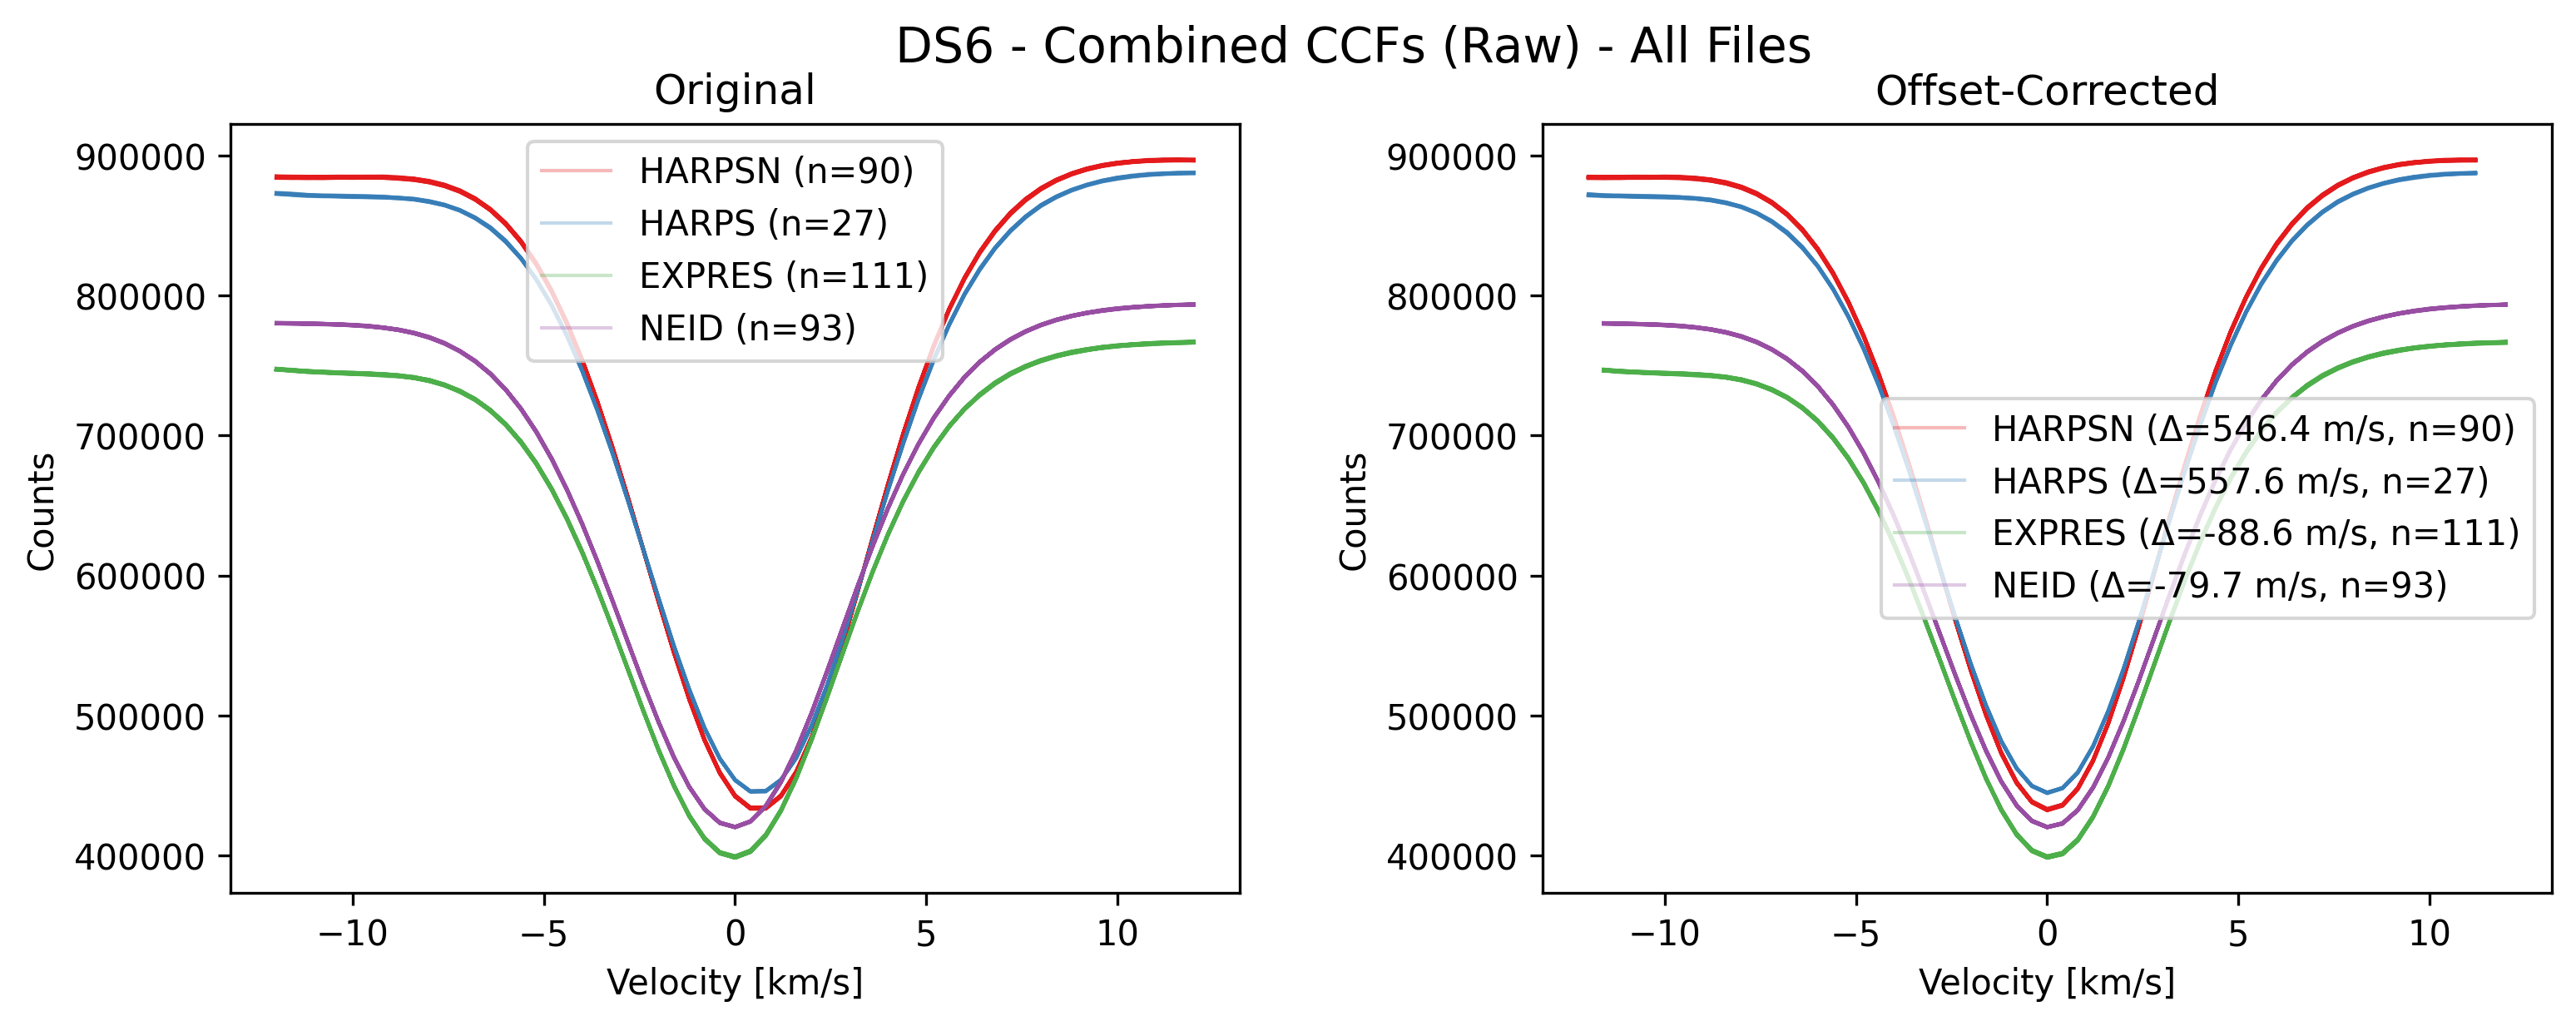 DS6 - Combined CCFs (Raw) - All Files
Original
900000
800000
700000
600000
500000
400000
Counts
HARPSN (n=90)
HARPS (n=27)
EXPRES (n=111)
NEID (n=93)
−10
−5
0
5
10
Velocity [km/s]
Offset-Corrected
900000
800000
700000
600000
500000
400000
Counts
HARPSN (Δ=546.4 m/s, n=90)
HARPS (Δ=557.6 m/s, n=27)
EXPRES (Δ=-88.6 m/s, n=111)
NEID (Δ=-79.7 m/s, n=93)
−10
−5
0
5
10
Velocity [km/s]